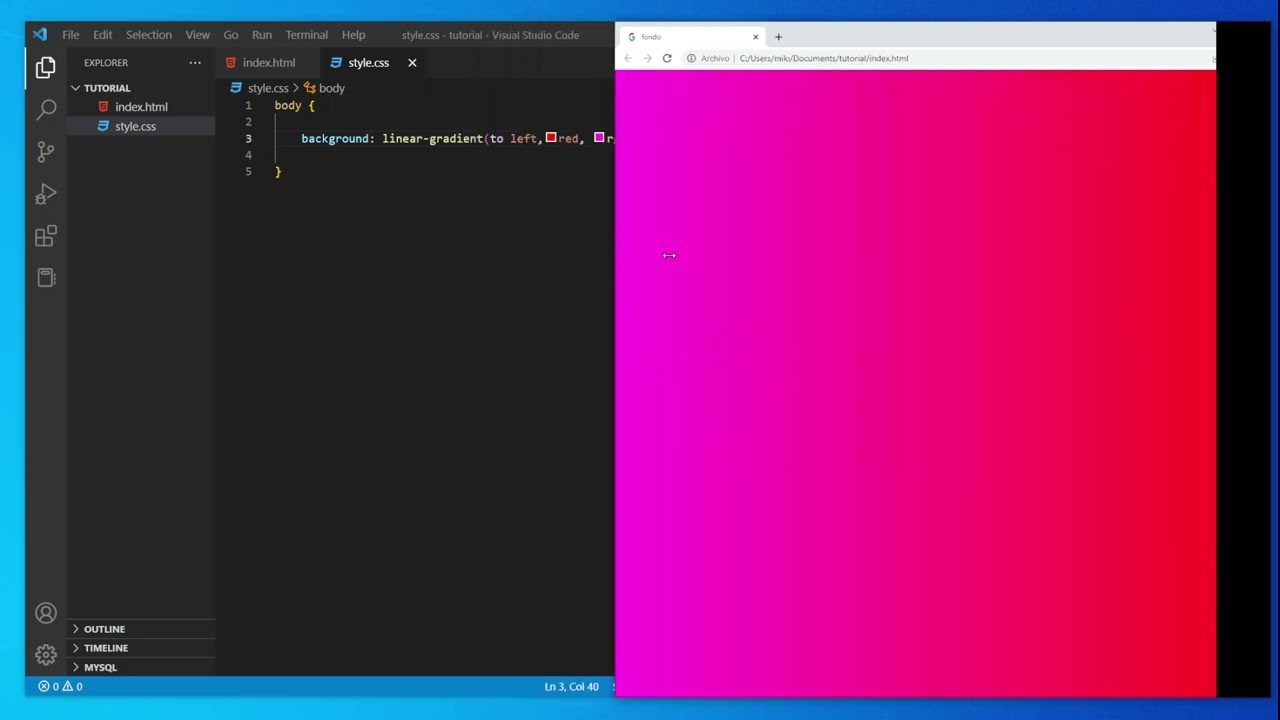 File Edit Selection View Go Run Terminal Help style.css - tutorial - Visual Studio Code
EXPLORER
TUTORIAL
index.html
style.css
OUTLINE
TIMELINE
MYSQL
index.html style.css
style.css > body
1 body {
2
3 background: linear-gradient(to left, red,
4
5 }
0 0 Ln 3, Col 40
fondo
Archivo | C:/Users/miki/Documents/tutorial/index.html